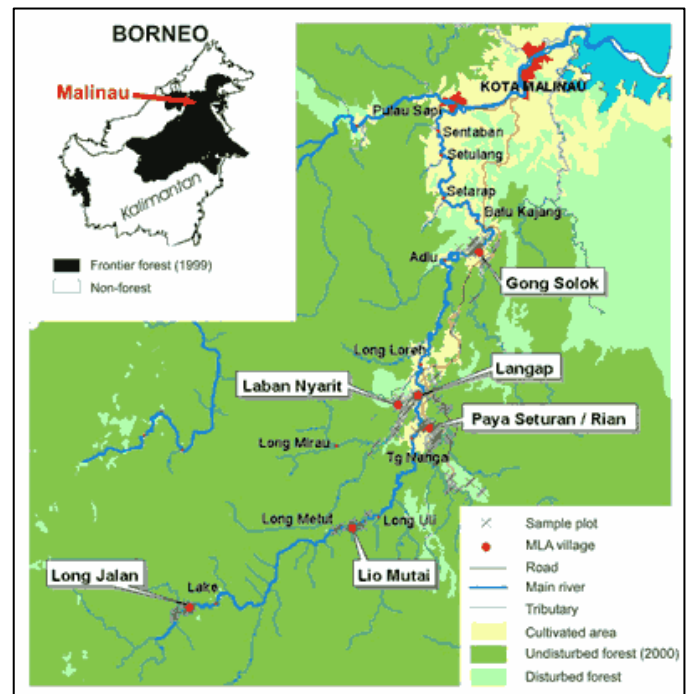 BORNEO
Malinau
Kalimantan
Frontier forest (1999)
Non-forest
KOTA MALINAU
Pulau Sapi
Sentaban
Setulang
Setarap
Batu Kajang
Adiu
Gong Solok
Long Loreh
Langap
Laban Nyarit
Paya Seturan / Rian
Long Mirau
Tg Nanga
Long Metut
Long Uli
Lio Mutai
Long Jalan
Lake
Sample plot
MLA village
Road
Main river
Tributary
Cultivated area
Undisturbed forest (2000)
Disturbed forest